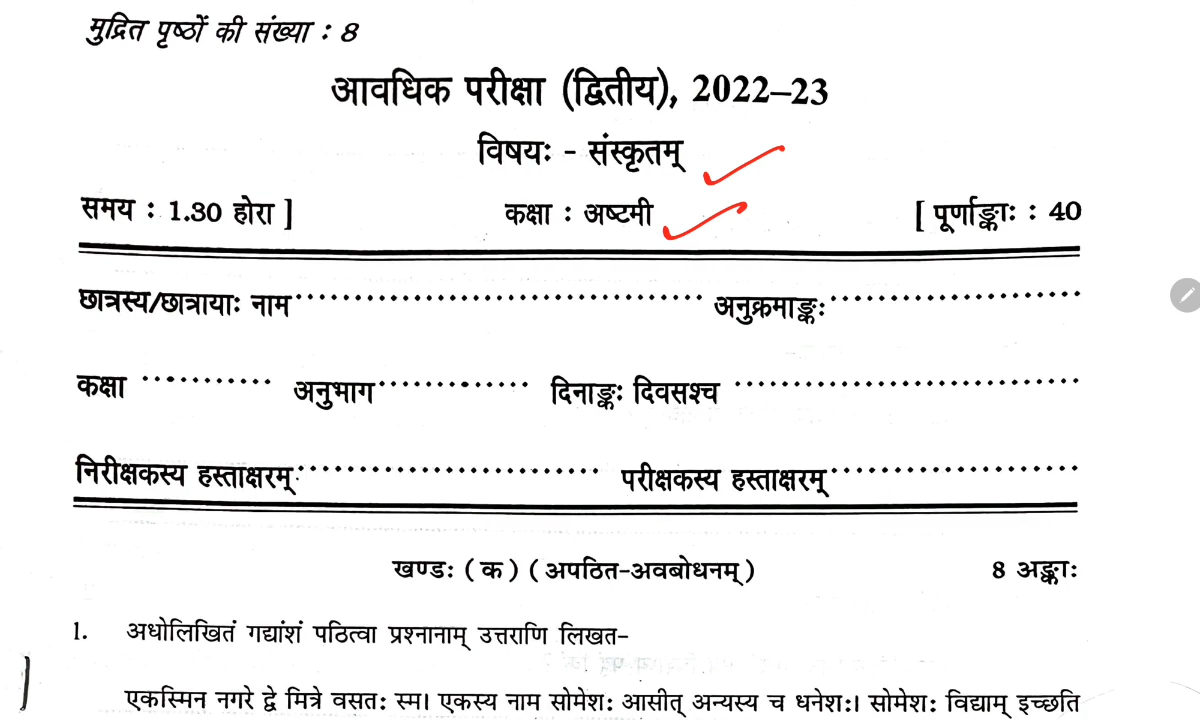 मुद्रित पृष्ठों की संख्या : 8
आवधिक परीक्षा (द्वितीय), 2022–23
विषयः - संस्कृतम्
समय : 1.30 होरा ] कक्षा : अष्टमी [ पूर्णाङ्काः : 40
छात्रस्य/छात्रायाः नाम............................................ अनुक्रमाङ्कः...........................
कक्षा ........... अनुभाग............... दिनाङ्कः दिवसश्च ..............................
निरीक्षकस्य हस्ताक्षरम्............................ परीक्षकस्य हस्ताक्षरम्........................
खण्डः ( क ) ( अपठित-अवबोधनम् ) 8 अङ्काः
1. अधोलिखितं गद्यांशं पठित्वा प्रश्नानाम् उत्तराणि लिखत-
एकस्मिन नगरे द्वे मित्रे वसतः स्म। एकस्य नाम सोमेशः आसीत् अन्यस्य च धनेशः। सोमेशः विद्याम् इच्छति